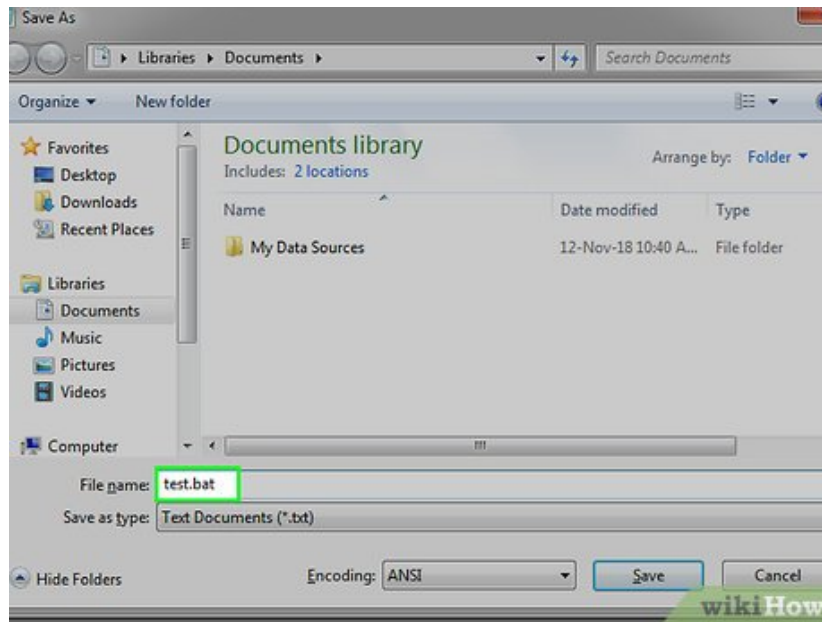 Save As
Libraries Documents
Search Documents
Organize New folder
Favorites
Desktop
Downloads
Recent Places
Libraries
Documents
Music
Pictures
Videos
Computer
Documents library
Includes: 2 locations
Arrange by: Folder
Name Date modified Type
My Data Sources 12-Nov-18 10:40 A... File folder
File name: test.bat
Save as type: Text Documents (*.txt)
Hide Folders Encoding: ANSI Save Cancel
wikiHow